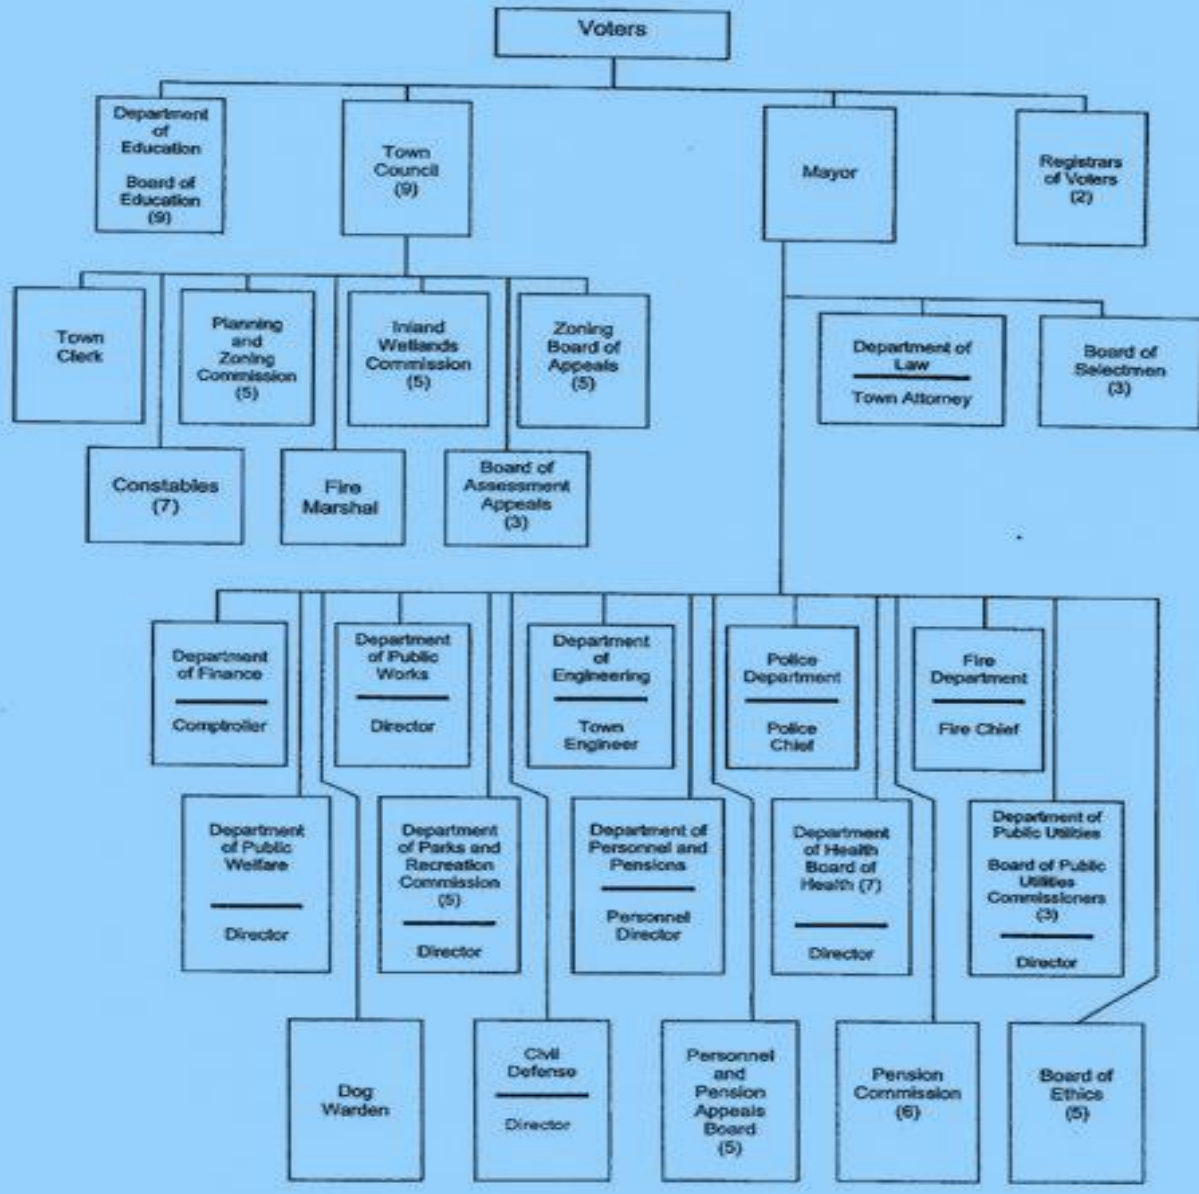 Voters
Department
of
Education
Board of
Education
(9)
Town
Council
(9)
Mayor
Registrars
of Voters
(2)
Town
Clerk
Planning
and
Zoning
Commission
(5)
Inland
Wetlands
Commission
(5)
Zoning
Board of
Appeals
(5)
Department of
Law
Town Attorney
Board of
Selectmen
(3)
Constables
(7)
Fire
Marshal
Board of
Assessment
Appeals
(3)
Department
of Finance
Comptroller
Department
of Public
Works
Director
Department
of
Engineering
Town
Engineer
Police
Department
Police
Chief
Fire
Department
Fire Chief
Department
of Public
Welfare
Director
Department
of Parks and
Recreation
Commission
(5)
Director
Department of
Personnel and
Pensions
Personnel
Director
Department
of Health
Board of
Health (7)
Director
Department of
Public Utilities
Board of Public
Utilities
Commissioners
(3)
Director
Dog
Warden
Civil
Defense
Director
Personnel
and
Pension
Appeals
Board
(5)
Pension
Commission
(6)
Board of
Ethics
(5)